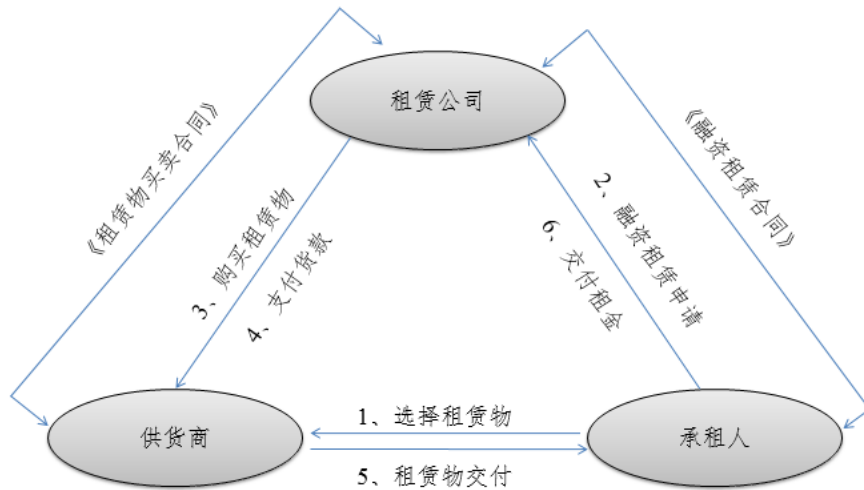 租赁公司
《租赁物买卖合同》
《融资租赁合同》
3、购买租赁物
4、支付货款
2、融资租赁申请
6、交付租金
供货商
1、选择租赁物
5、租赁物交付
承租人